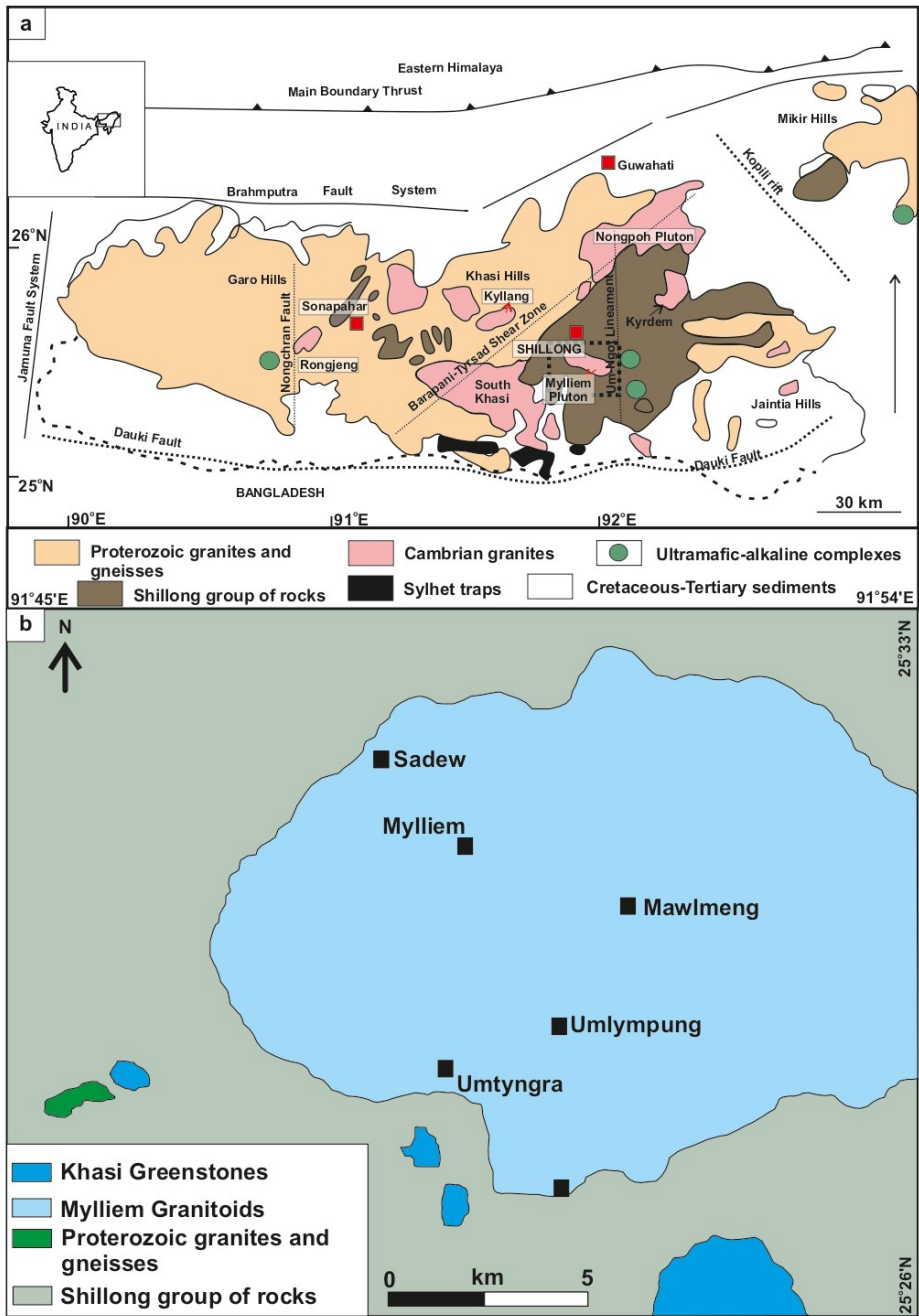 a
Eastern Himalaya
Main Boundary Thrust
INDIA
Mikir Hills
Kopili rift
Guwahati
Brahmputra Fault System
26°N
Nongpoh Pluton
Jamuna Fault System
Garo Hills
Khasi Hills
Nongchran Fault
Sonapahar
Kyllang
Um-Ngot Lineament
Kyrdem
Barapani-Tyrsad Shear Zone
SHILLONG
Rongjeng
South
Khasi
Mylliem
Pluton
Jaintia Hills
Dauki Fault
Dauki Fault
25°N
BANGLADESH
30 km
90°E
91°E
92°E
Proterozoic granites and
gneisses
Cambrian granites
Ultramafic-alkaline complexes
Shillong group of rocks
Sylhet traps
Cretaceous-Tertiary sediments
91°45'E
91°54'E
b
N
25°33'N
Sadew
Mylliem
Mawlmeng
Umlympung
Umtyngra
Khasi Greenstones
Mylliem Granitoids
Proterozoic granites and
gneisses
Shillong group of rocks
0 km 5
25°26'N